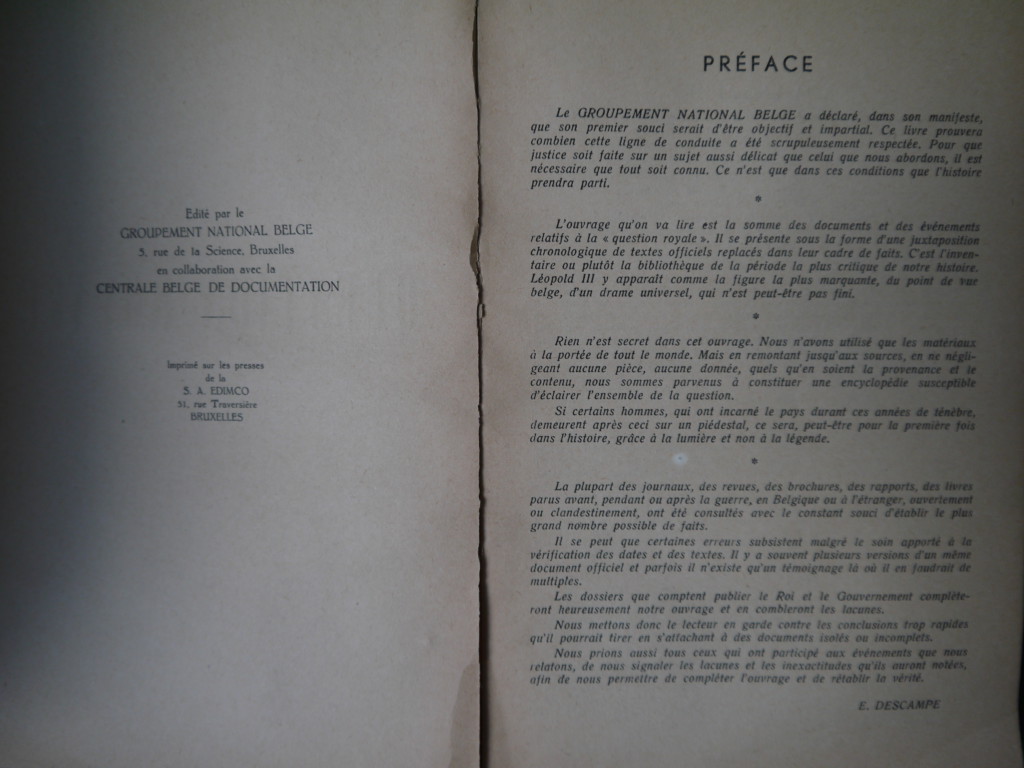 Edité par le
GROUPEMENT NATIONAL BELGE
5, rue de la Science, Bruxelles
en collaboration avec la
CENTRALE BELGE DE DOCUMENTATION
Imprimé sur les presses
de la
S. A. EDIMCO
51, rue Traversière
BRUXELLES
PRÉFACE
Le GROUPEMENT NATIONAL BELGE a déclaré, dans son manifeste,
que son premier souci serait d'être objectif et impartial. Ce livre prouvera
combien cette ligne de conduite a été scrupuleusement respectée. Pour que
justice soit faite sur un sujet aussi délicat que celui que nous abordons, il est
nécessaire que tout soit connu. Ce n'est que dans ces conditions que l'histoire
prendra parti.
*
L'ouvrage qu'on va lire est la somme des documents et des événements
relatifs à la « question royale ». Il se présente sous la forme d'une juxtaposition
chronologique de textes officiels replacés dans leur cadre de faits. C'est l'inven-
taire ou plutôt la bibliothèque de la période la plus critique de notre histoire.
Léopold III y apparaît comme la figure la plus marquante, du point de vue
belge, d'un drame universel, qui n'est peut-être pas fini.
*
Rien n'est secret dans cet ouvrage. Nous n'avons utilisé que les matériaux
à la portée de tout le monde. Mais en remontant jusqu'aux sources, en ne négli-
geant aucune pièce, aucune donnée, quels qu'en soient la provenance et le
contenu, nous sommes parvenus à constituer une encyclopédie susceptible
d'éclairer l'ensemble de la question.
Si certains hommes, qui ont incarné le pays durant ces années de ténèbre,
demeurent après ceci sur un piédestal, ce sera, peut-être pour la première fois
dans l'histoire, grâce à la lumière et non à la légende.
*
La plupart des journaux, des revues, des brochures, des rapports, des livres
parus avant, pendant ou après la guerre, en Belgique ou à l'étranger, ouvertement
ou clandestinement, ont été consultés avec le constant souci d'établir le plus
grand nombre possible de faits.
Il se peut que certaines erreurs subsistent malgré le soin apporté à la
vérification des dates et des textes. Il y a souvent plusieurs versions d'un même
document officiel et parfois il n'existe qu'un témoignage là où il en faudrait de
multiples.
Les dossiers que comptent publier le Roi et le Gouvernement complète-
ront heureusement notre ouvrage et en combleront les lacunes.
Nous mettons donc le lecteur en garde contre les conclusions trop rapides
qu'il pourrait tirer en s'attachant à des documents isolés ou incomplets.
Nous prions aussi tous ceux qui ont participé aux événements que nous
relatons, de nous signaler les lacunes et les inexactitudes qu'ils auront notées,
afin de nous permettre de compléter l'ouvrage et de rétablir la vérité.
E. DESCAMPE